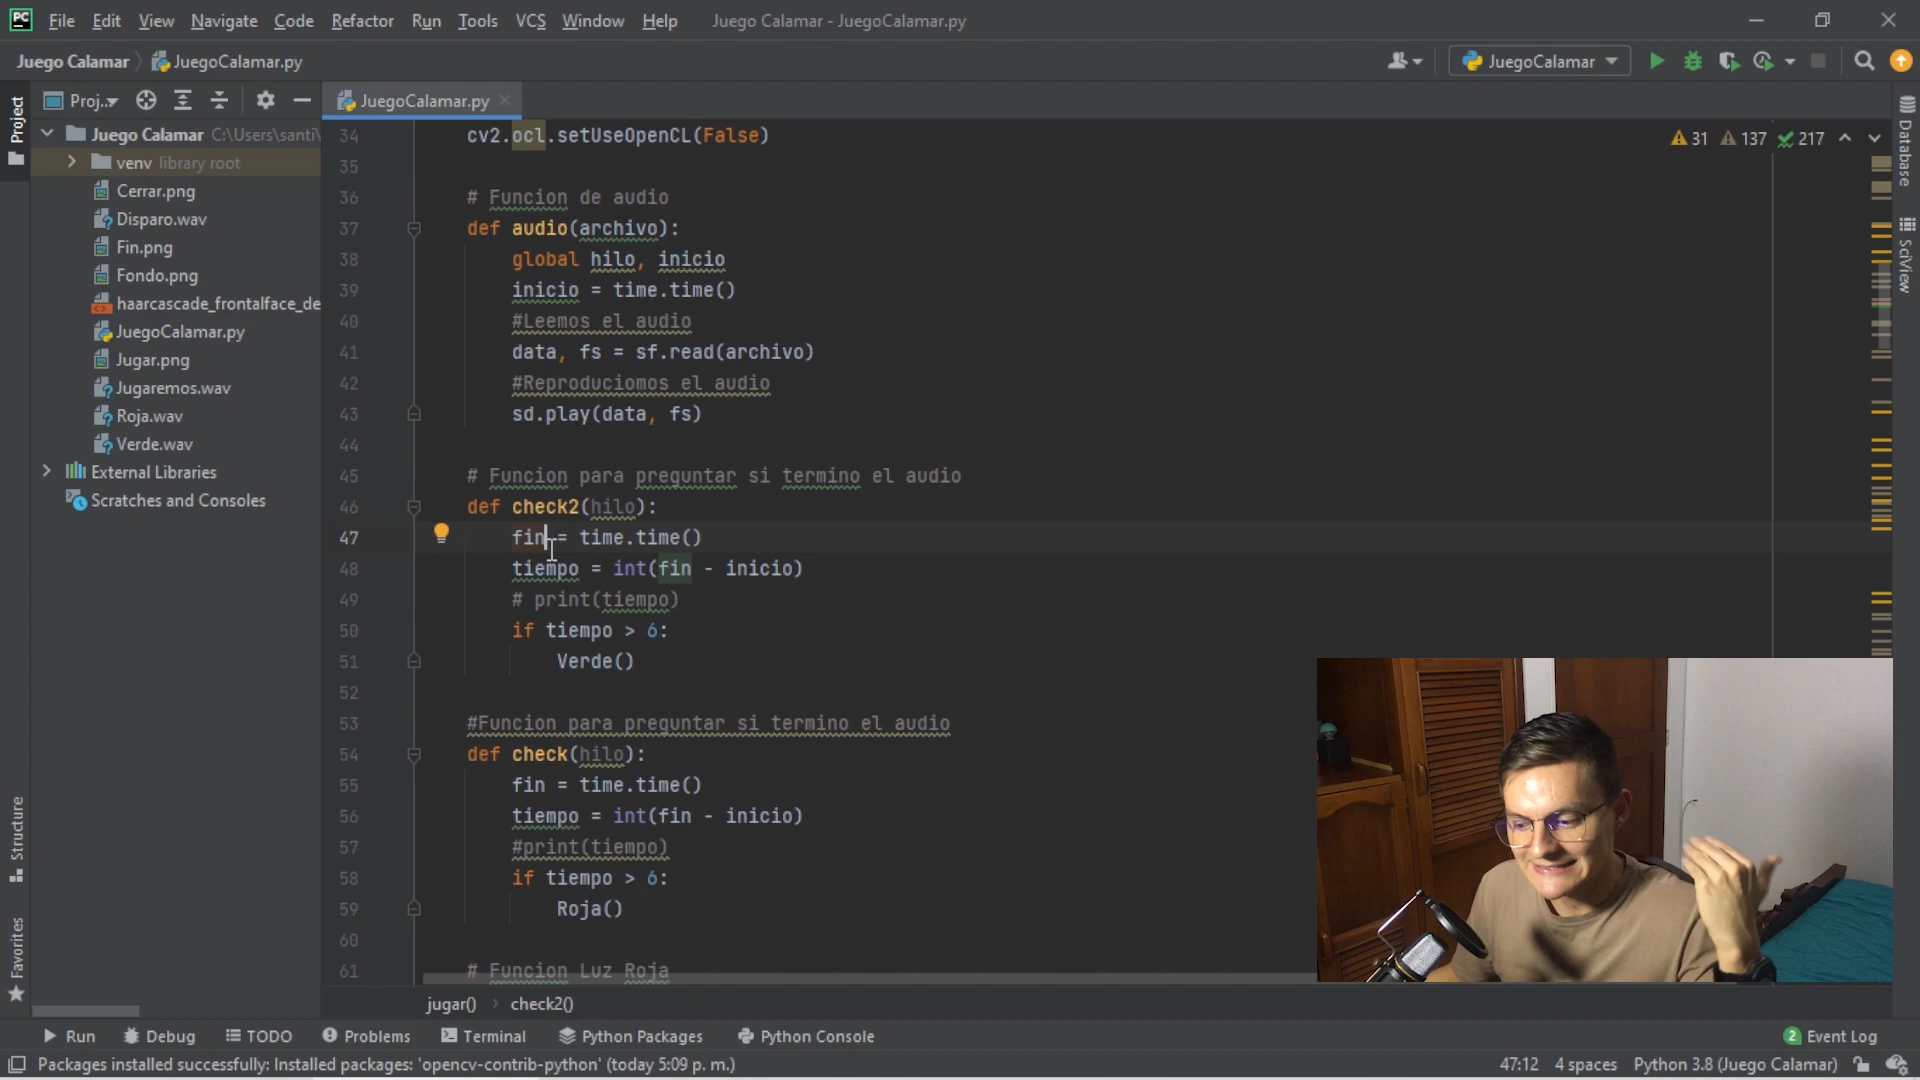 PC File Edit View Navigate Code Refactor Run Tools VCS Window Help Juego Calamar - JuegoCalamar.py
Juego Calamar JuegoCalamar.py JuegoCalamar
Project Proj.. JuegoCalamar.py
Juego Calamar C:\Users\santi\
venv library root
Cerrar.png
Disparo.wav
Fin.png
Fondo.png
haarcascade_frontalface_de
JuegoCalamar.py
Jugar.png
Jugaremos.wav
Roja.wav
Verde.wav
External Libraries
Scratches and Consoles
Structure
Favorites
31 137 217
34 cv2.ocl.setUseOpenCL(False)
35
36 # Funcion de audio
37 def audio(archivo):
38 global hilo, inicio
39 inicio = time.time()
40 #Leemos el audio
41 data, fs = sf.read(archivo)
42 #Reproduciomos el audio
43 sd.play(data, fs)
44
45 # Funcion para preguntar si termino el audio
46 def check2(hilo):
47 fin = time.time()
48 tiempo = int(fin - inicio)
49 # print(tiempo)
50 if tiempo > 6:
51 Verde()
52
53 #Funcion para preguntar si termino el audio
54 def check(hilo):
55 fin = time.time()
56 tiempo = int(fin - inicio)
57 #print(tiempo)
58 if tiempo > 6:
59 Roja()
60
61 # Funcion Luz Roja
Database
SciView
jugar() check2()
Run Debug TODO Problems Terminal Python Packages Python Console 2 Event Log
Packages installed successfully: Installed packages: 'opencv-contrib-python' (today 5:09 p. m.) 47:12 4 spaces Python 3.8 (Juego Calamar)